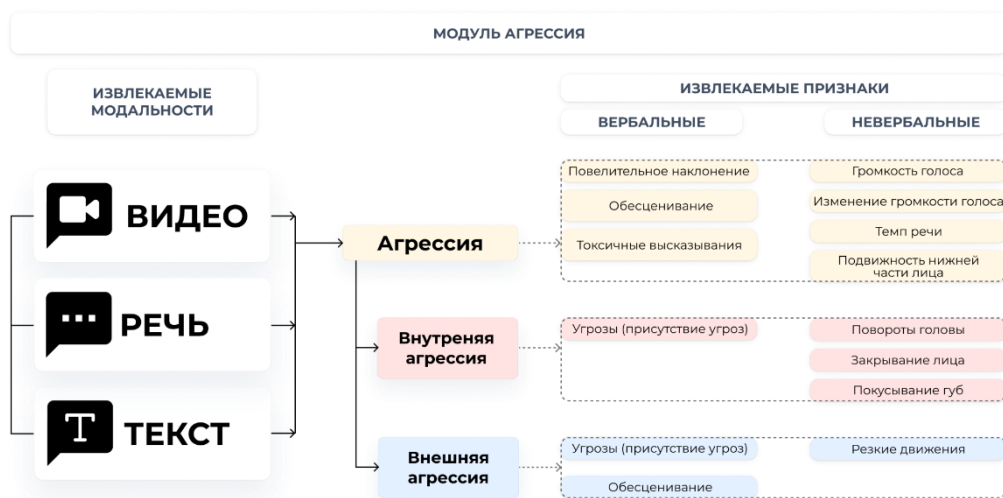 МОДУЛЬ АГРЕССИЯ
ИЗВЛЕКАЕМЫЕ
МОДАЛЬНОСТИ
ИЗВЛЕКАЕМЫЕ ПРИЗНАКИ
ВЕРБАЛЬНЫЕ
НЕВЕРБАЛЬНЫЕ
ВИДЕО
РЕЧЬ
Т
ТЕКСТ
Агрессия
Повелительное наклонение
Обесценивание
Токсичные высказывания
Громкость голоса
Изменение громкости голоса
Темп речи
Подвижность нижней
части лица
Внутреняя
агрессия
Угрозы (присутствие угроз)
Повороты головы
Закрывание лица
Покусывание губ
Внешняя
агрессия
Угрозы (присутствие угроз)
Обесценивание
Резкие движения